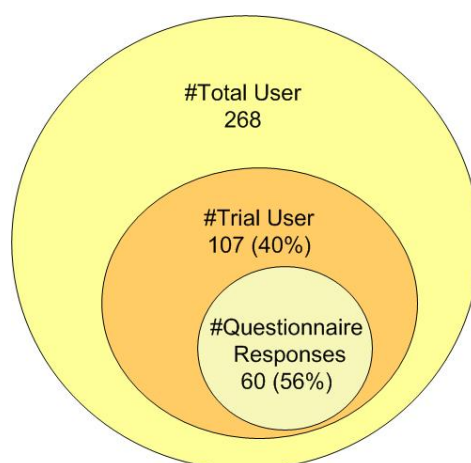 #Total User
268
#Trial User
107 (40%)
#Questionnaire
Responses
60 (56%)